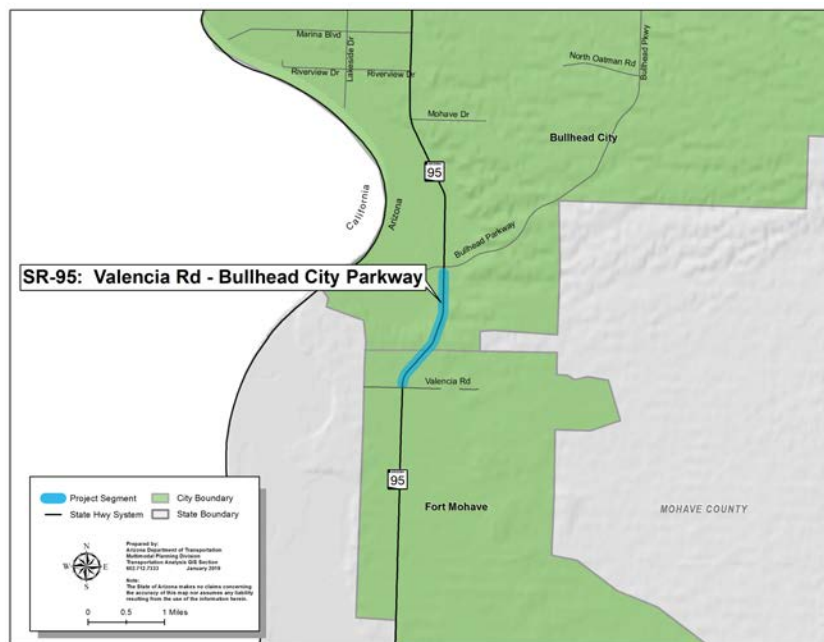 Marina Blvd
Lakeside Dr
Riverview Dr
Riverview Dr
North Oatman Rd
Bullhead Pkwy
Mohave Dr
Bullhead City
95
California
Arizona
Bullhead Parkway
SR-95: Valencia Rd - Bullhead City Parkway
Valencia Rd
95
Fort Mohave
MOHAVE COUNTY
Project Segment
City Boundary
State Hwy System
State Boundary
N
W
E
S
Prepared by:
Arizona Department of Transportation
Multimodal Planning Division
Transportation Analysis GIS Section
602.712.7333 January 2018
Note:
The State of Arizona makes no claims concerning
the accuracy of this map nor assumes any liability
resulting from the use of the information herein.
0 0.5 1 Miles